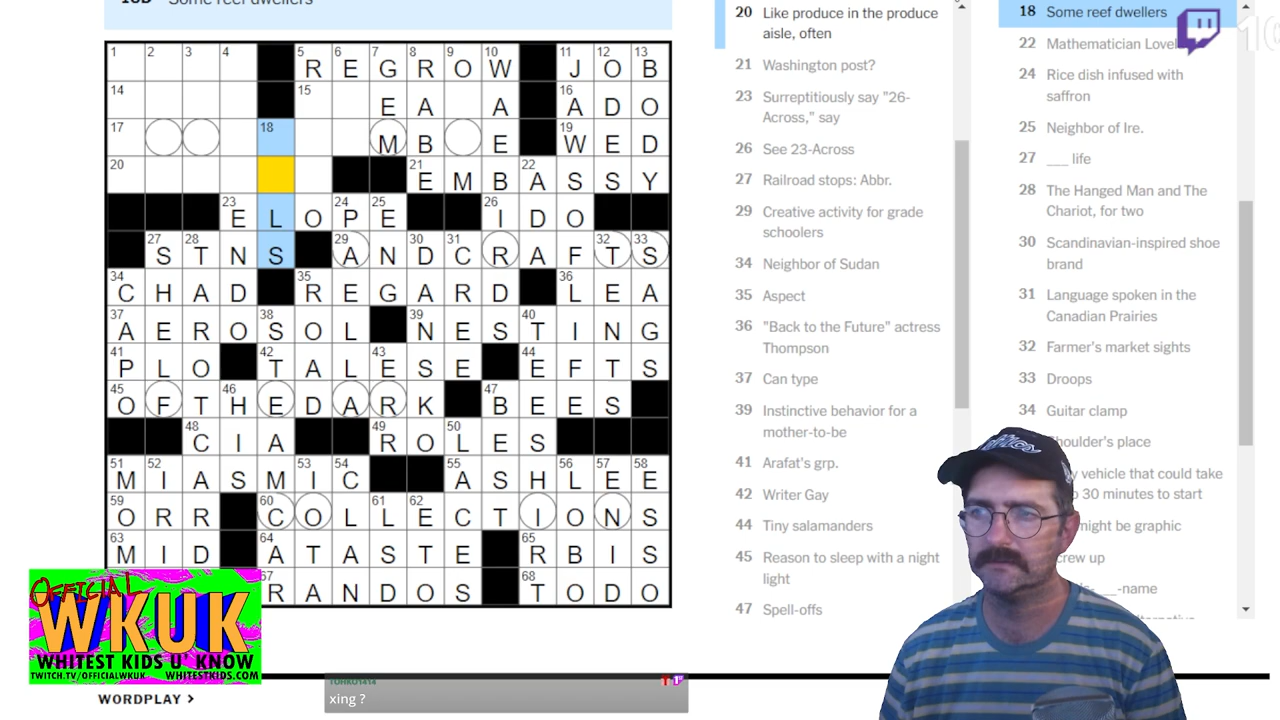 18D Some reef dwellers
1 2 3 4 5 R 6 E 7 G 8 R 9 O 10 W 11 J 12 O 13 B
14 15 E A A 16 A D O
17 18 M B E 19 W E D
20 21 E M B 22 A S S Y
23 E L O 24 P 25 E 26 I D O
27 S 28 T N S 29 A N 30 D 31 C R A F 32 T 33 S
34 C H A D 35 R E G A R D 36 L E A
37 A E R O 38 S O L 39 N E S 40 T I N G
41 P L O 42 T A L 43 E S E 44 E F T S
45 O F T 46 H E D A R K 47 B E E S
48 C I A 49 R O 50 L E S
51 M 52 I A S M 53 I 54 C 55 A S H 56 L 57 E 58 E
59 O R R 60 C O L 61 L 62 E C T I O N S
63 M I D 64 A T A S T E 65 R B I S
67 R A N D O S 68 T O D O
20 Like produce in the produce
aisle, often
21 Washington post?
23 Surreptitiously say "26-
Across," say
26 See 23-Across
27 Railroad stops: Abbr.
29 Creative activity for grade
schoolers
34 Neighbor of Sudan
35 Aspect
36 "Back to the Future" actress
Thompson
37 Can type
39 Instinctive behavior for a
mother-to-be
41 Arafat's grp.
42 Writer Gay
44 Tiny salamanders
45 Reason to sleep with a night
light
47 Spell-offs
18 Some reef dwellers
22 Mathematician Lovel
24 Rice dish infused with
saffron
25 Neighbor of Ire.
27 ___ life
28 The Hanged Man and The
Chariot, for two
30 Scandinavian-inspired shoe
brand
31 Language spoken in the
Canadian Prairies
32 Farmer's market sights
33 Droops
34 Guitar clamp
houlder's place
vehicle that could take
30 minutes to start
might be graphic
crew up
-name
10
OFFICIAL
WKUK
WHITEST KIDS U' KNOW
TWITCH.TV/OFFICIALWKUK WHITESTKIDS.COM
WORDPLAY >
xing ?